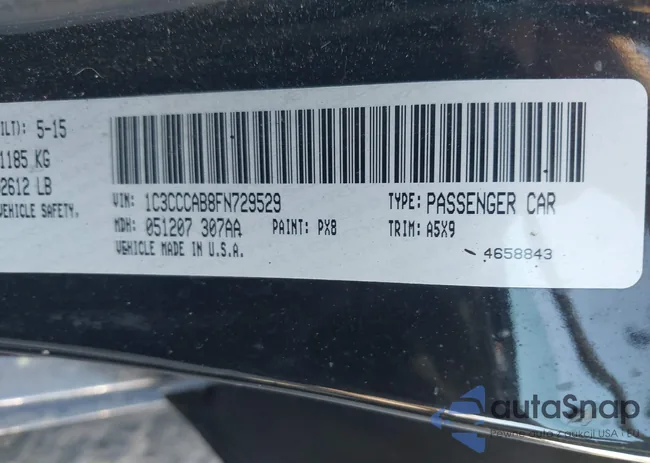 ILT): 5-15
1185 KG
2612 LB
VEHICLE SAFETY.
VIN: 1C3CCCAB8FN729529 TYPE: PASSENGER CAR
MDH: 051207 307AA PAINT: PX8 TRIM: A5X9
VEHICLE MADE IN U.S.A. 4658843
autoSnap